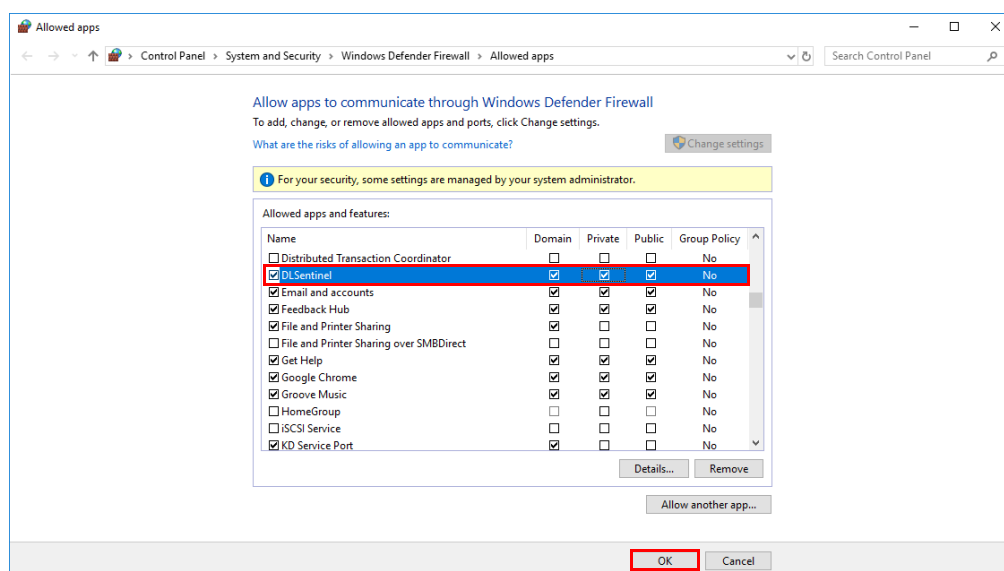 Allowed apps
Control Panel > System and Security > Windows Defender Firewall > Allowed apps
Search Control Panel
Allow apps to communicate through Windows Defender Firewall
To add, change, or remove allowed apps and ports, click Change settings.
What are the risks of allowing an app to communicate?
Change settings
For your security, some settings are managed by your system administrator.
Allowed apps and features:
Name Domain Private Public Group Policy
Distributed Transaction Coordinator No
DLSentinel No
Email and accounts No
Feedback Hub No
File and Printer Sharing No
File and Printer Sharing over SMBDirect No
Get Help No
Google Chrome No
Groove Music No
HomeGroup No
iSCSI Service No
KD Service Port No
Details... Remove
Allow another app...
OK Cancel